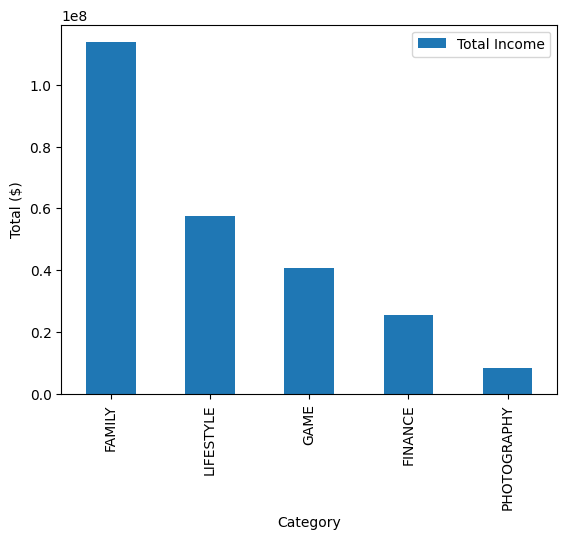 1e8
Total Income
1.0
0.8
0.6
0.4
0.2
0.0
Total ($)
FAMILY
LIFESTYLE
GAME
FINANCE
PHOTOGRAPHY
Category